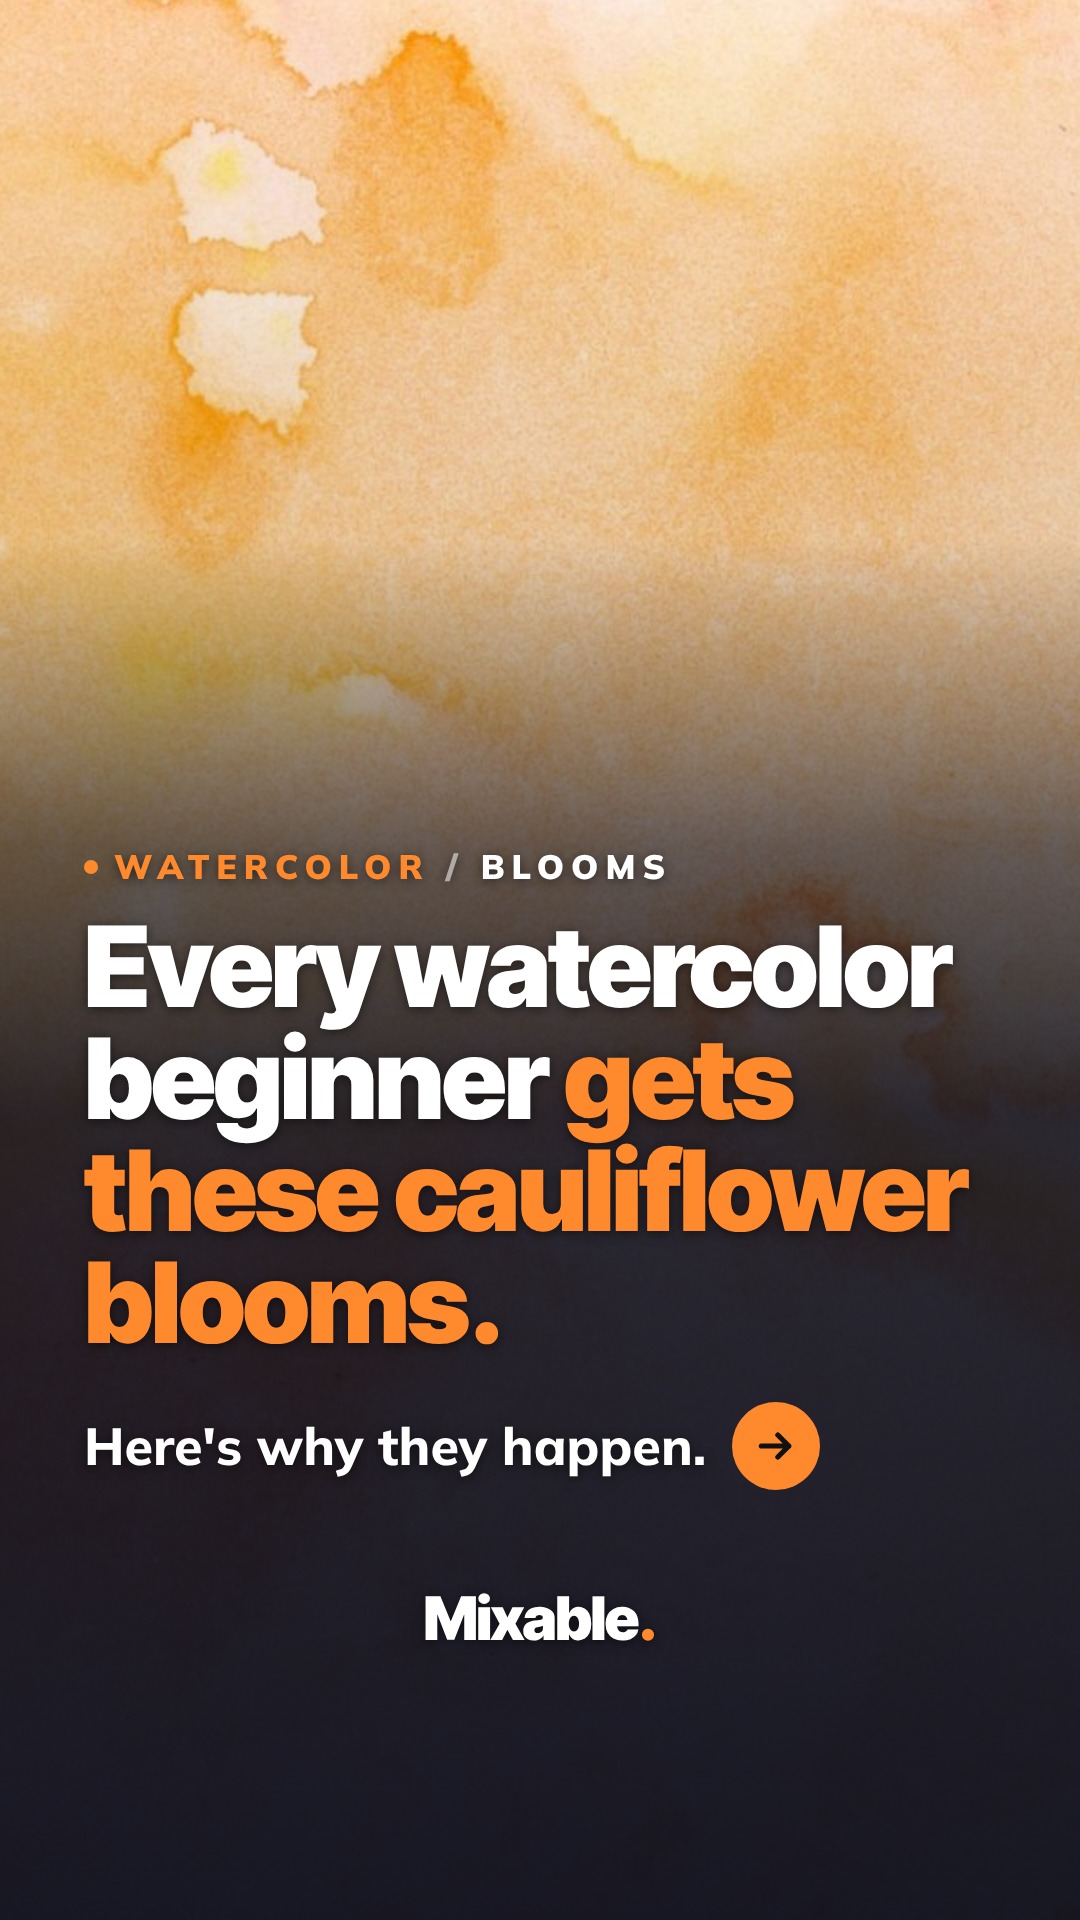 WATERCOLOR / BLOOMS
Every watercolor
beginner gets
these cauliflower
blooms.
Here's why they happen.
Mixable.